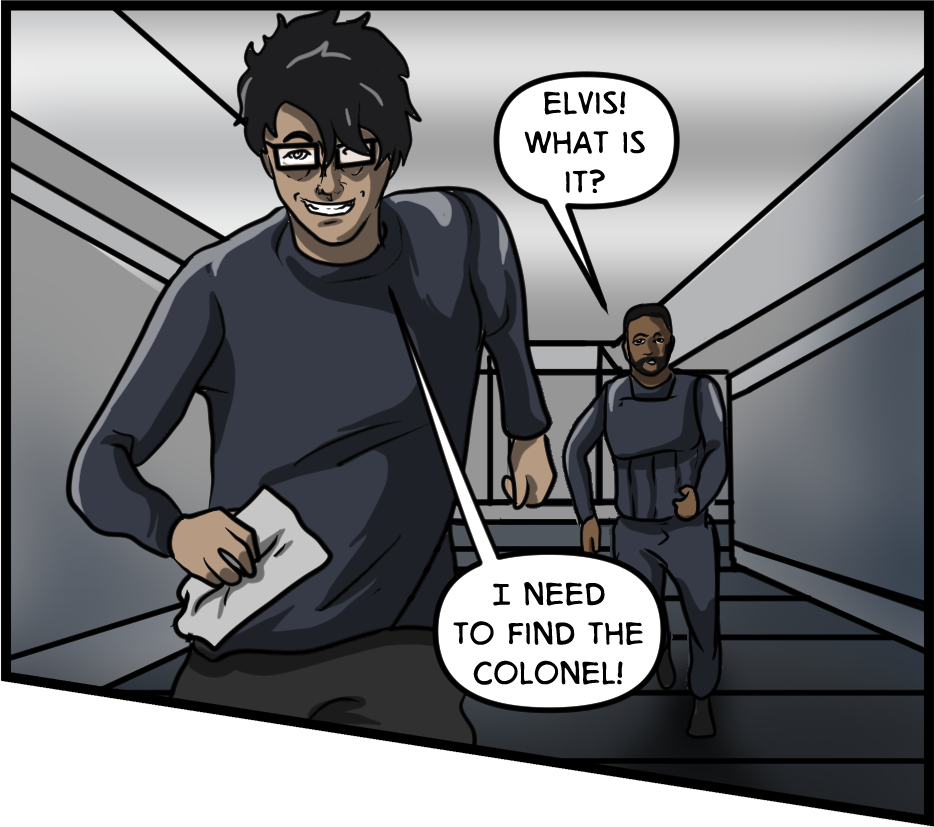 ELVIS!
WHAT IS
IT?
I NEED
TO FIND THE
COLONEL!